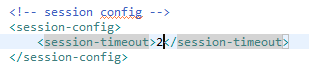 <!-- session config -->
<session-config>
<session-timeout>2</session-timeout>
</session-config>